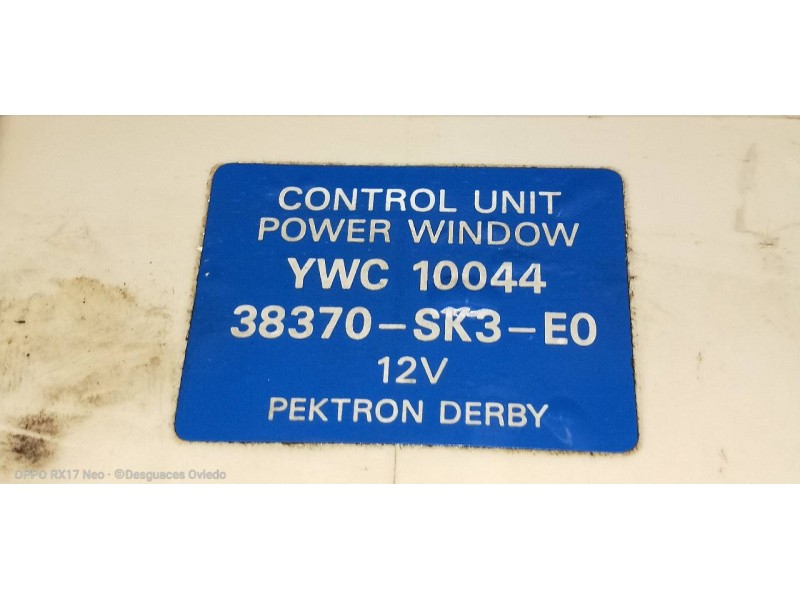 CONTROL UNIT
POWER WINDOW
YWC 10044
38370-SK3-E0
12V
PEKTRON DERBY
OPPO RX17 Neo · ©Desguaces Oviedo